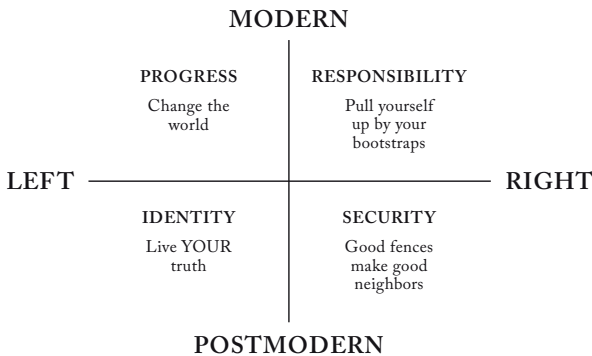 MODERN
PROGRESS
Change the
world
RESPONSIBILITY
Pull yourself
up by your
bootstraps
LEFT
RIGHT
IDENTITY
Live YOUR
truth
SECURITY
Good fences
make good
neighbors
POSTMODERN